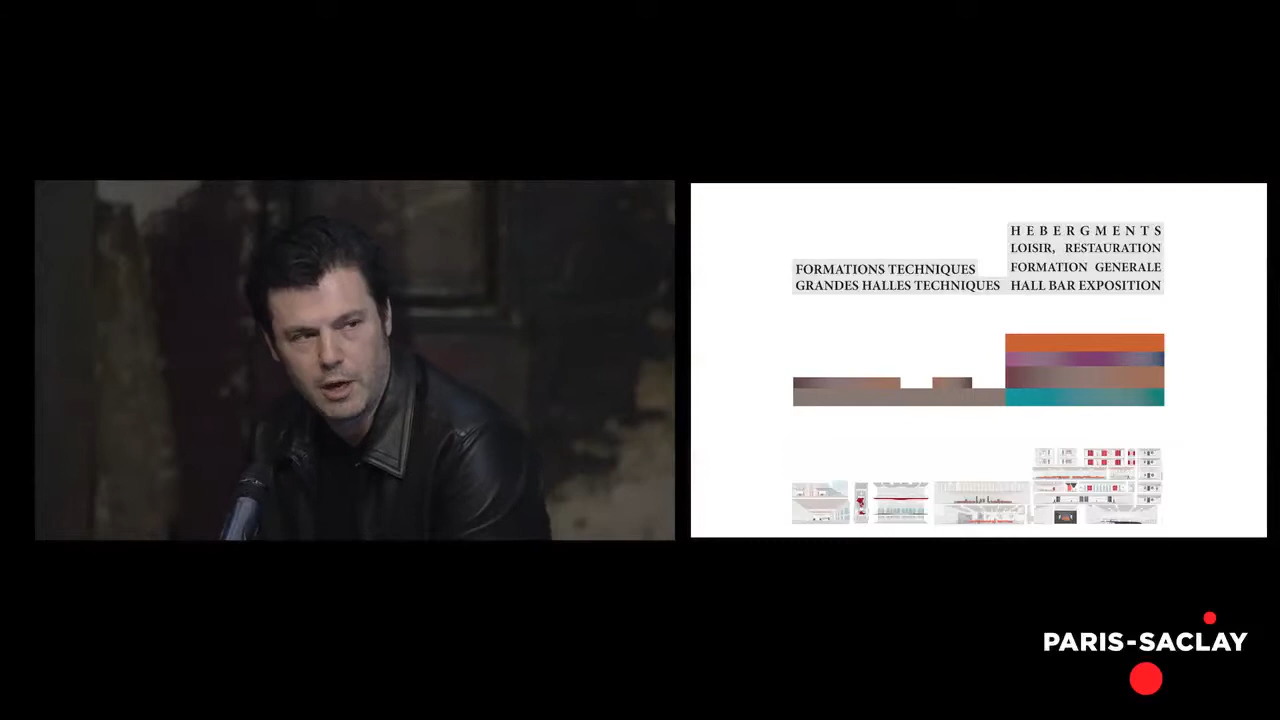 HEBERGMENTS
LOISIR, RESTAURATION
FORMATIONS TECHNIQUES
FORMATION GENERALE
GRANDES HALLES TECHNIQUES
HALL BAR EXPOSITION
PARIS-SACLAY